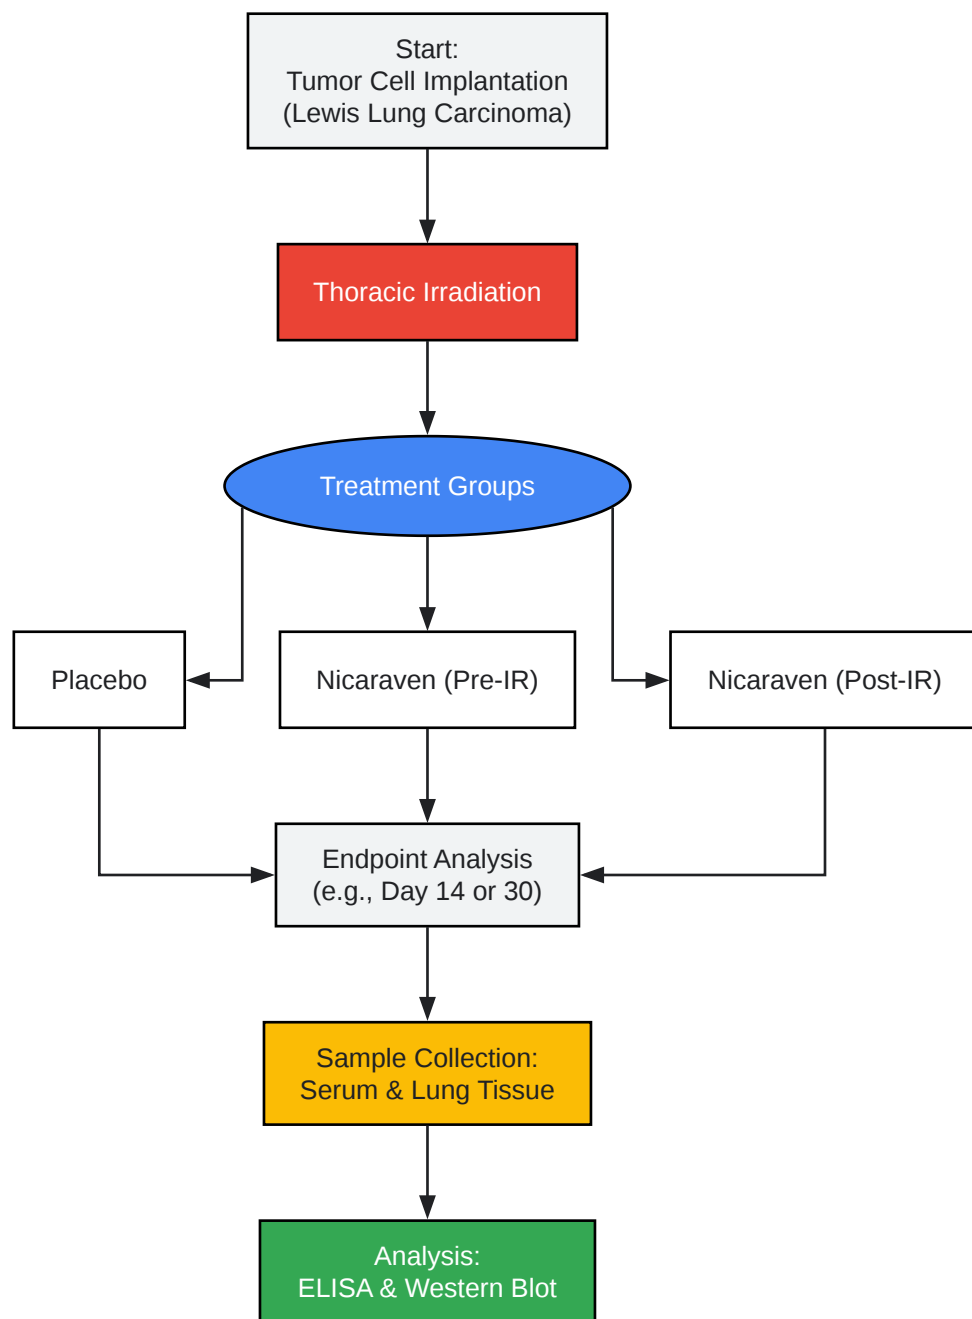 Start:
Tumor Cell Implantation
(Lewis Lung Carcinoma)
Thoracic Irradiation
Treatment Groups
Placebo
Nicaraven (Pre-IR)
Nicaraven (Post-IR)
Endpoint Analysis
(e.g., Day 14 or 30)
Sample Collection:
Serum & Lung Tissue
Analysis:
ELISA & Western Blot